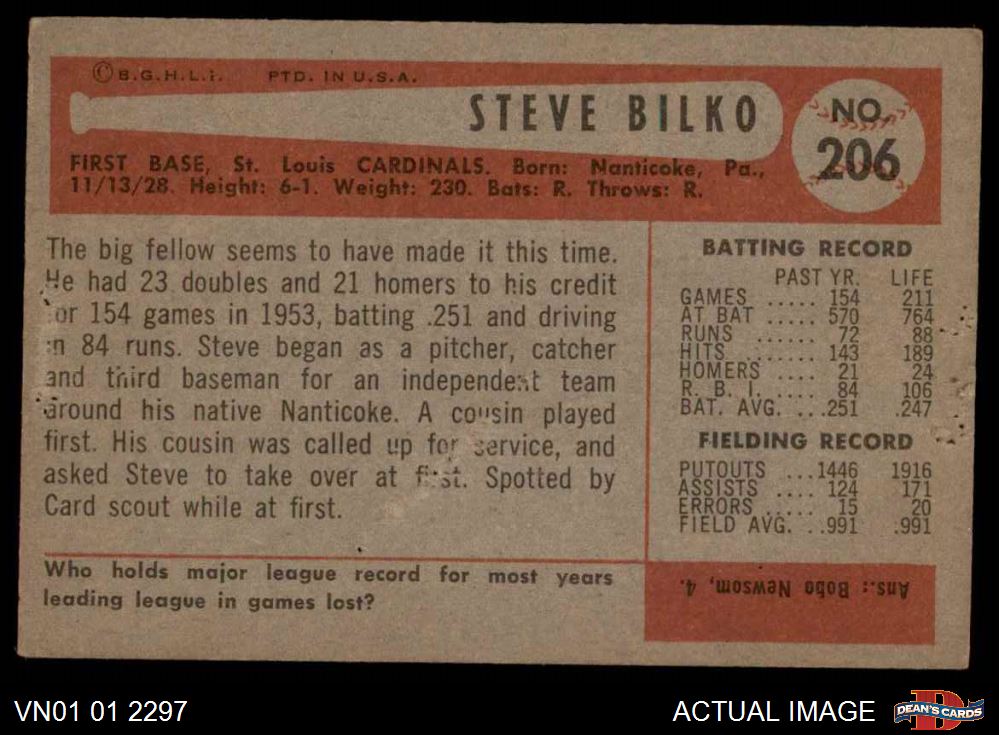 ©B.G.H.L.I. PTD. IN U.S.A.
STEVE BILKO
NO.
206
FIRST BASE, St. Louis CARDINALS. Born: Nanticoke, Pa.,
11/13/28. Height: 6-1. Weight: 230. Bats: R. Throws: R.
The big fellow seems to have made it this time.
He had 23 doubles and 21 homers to his credit
for 154 games in 1953, batting .251 and driving
in 84 runs. Steve began as a pitcher, catcher
and third baseman for an independent team
around his native Nanticoke. A cousin played
first. His cousin was called up for service, and
asked Steve to take over at first. Spotted by
Card scout while at first.
Who holds major league record for most years
leading league in games lost?
BATTING RECORD
PAST YR. LIFE
GAMES ..... 154 211
AT BAT ..... 570 764
RUNS ..... 72 88
HITS ....... 143 189
HOMERS .... 21 24
R. B. I. .... 84 106
BAT. AVG. ...251 .247
FIELDING RECORD
PUTOUTS ...1446 1916
ASSISTS .... 124 171
ERRORS ..... 15 20
FIELD AVG. ..991 .991
Ans.: Bobo Newsom, 4.
VN01 01 2297
ACTUAL IMAGE
D
DEAN'S CARDS